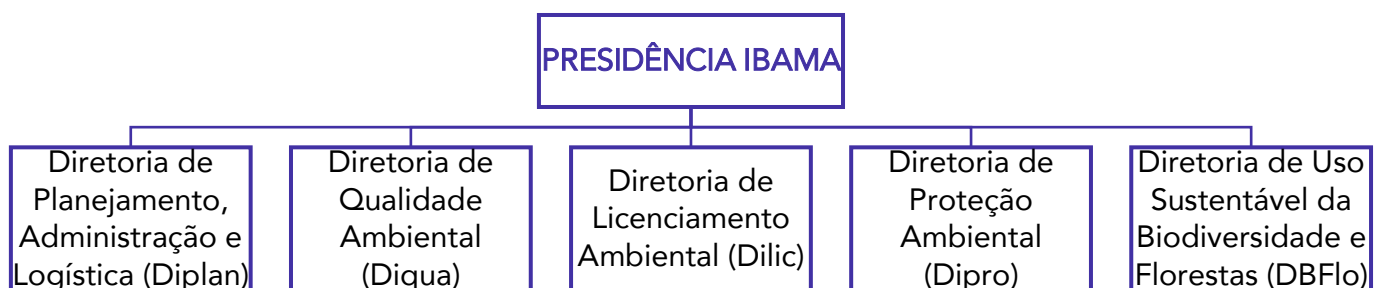 PRESIDÊNCIA IBAMA
Diretoria de
Planejamento,
Administração e
Logística (Diplan)
Diretoria de
Qualidade
Ambiental
(Diqua)
Diretoria de
Licenciamento
Ambiental (Dilic)
Diretoria de
Proteção
Ambiental
(Dipro)
Diretoria de Uso
Sustentável da
Biodiversidade e
Florestas (DBFlo)